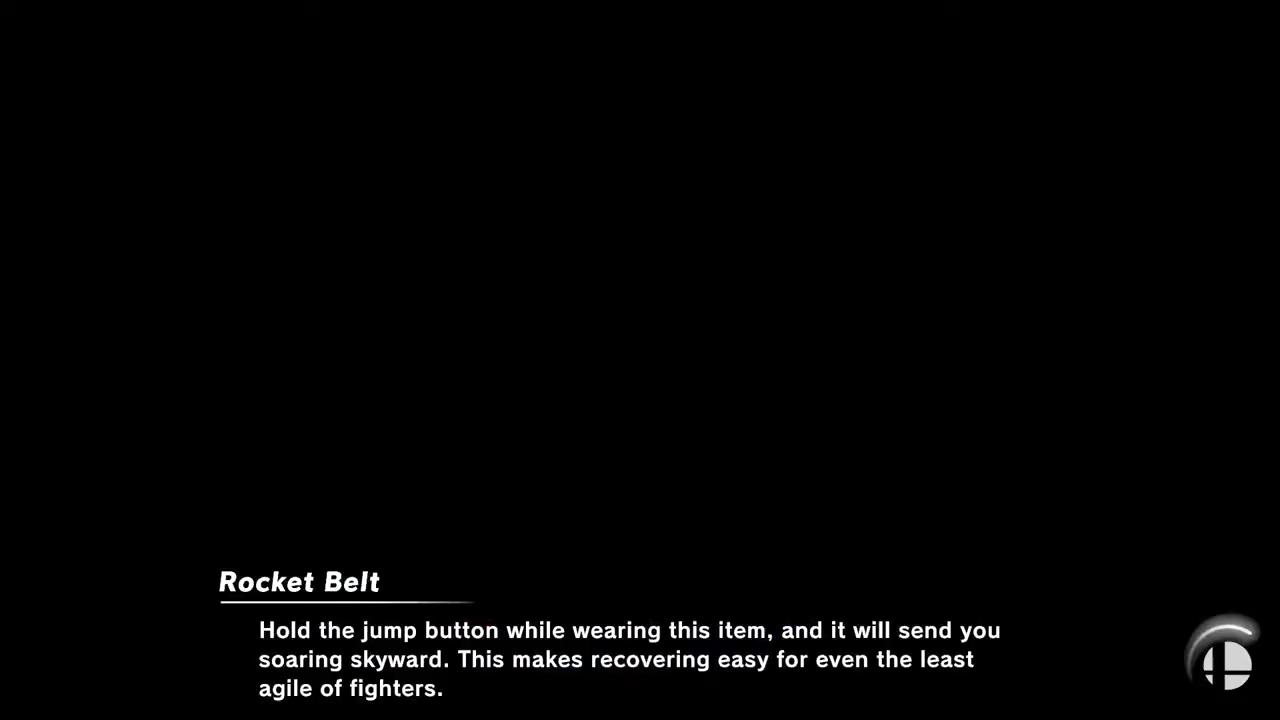 Rocket Belt
Hold the jump button while wearing this item, and it will send you
soaring skyward. This makes recovering easy for even the least
agile of fighters.